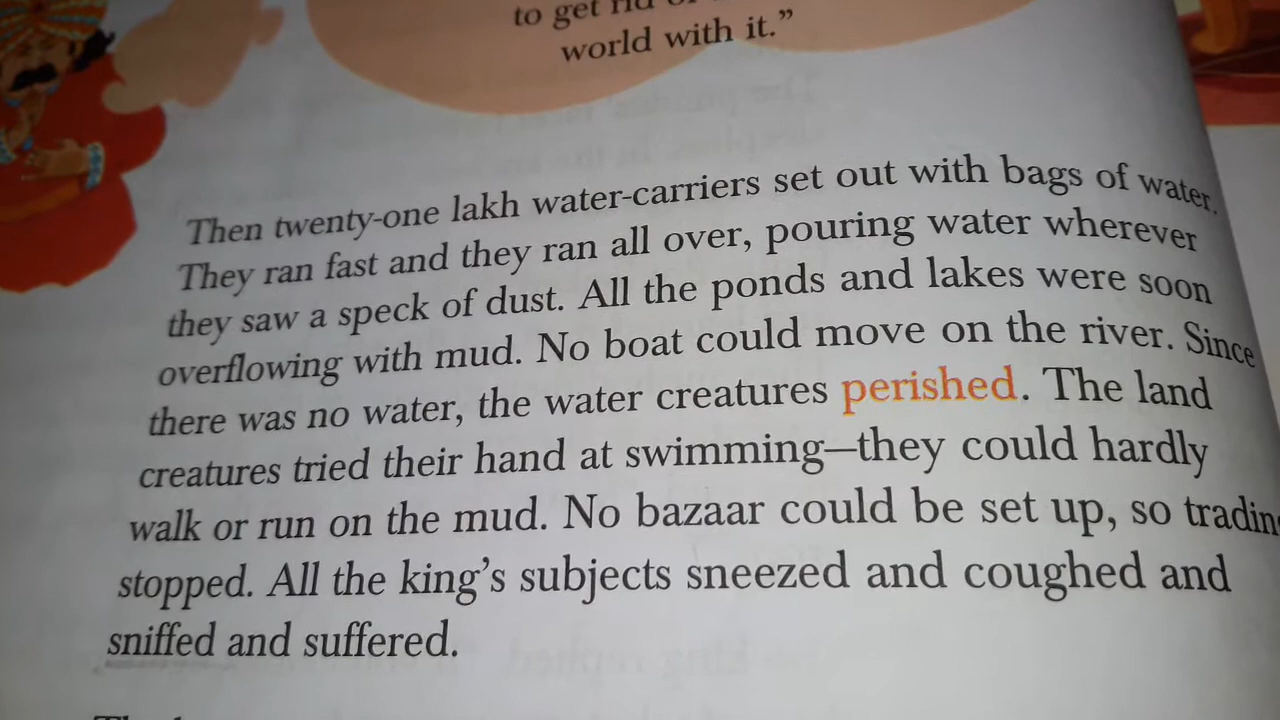 to get rid of
world with it.”
Then twenty-one lakh water-carriers set out with bags of water.
They ran fast and they ran all over, pouring water wherever
they saw a speck of dust. All the ponds and lakes were soon
overflowing with mud. No boat could move on the river. Since
there was no water, the water creatures perished. The land
creatures tried their hand at swimming—they could hardly
walk or run on the mud. No bazaar could be set up, so trading
stopped. All the king’s subjects sneezed and coughed and
sniffed and suffered.